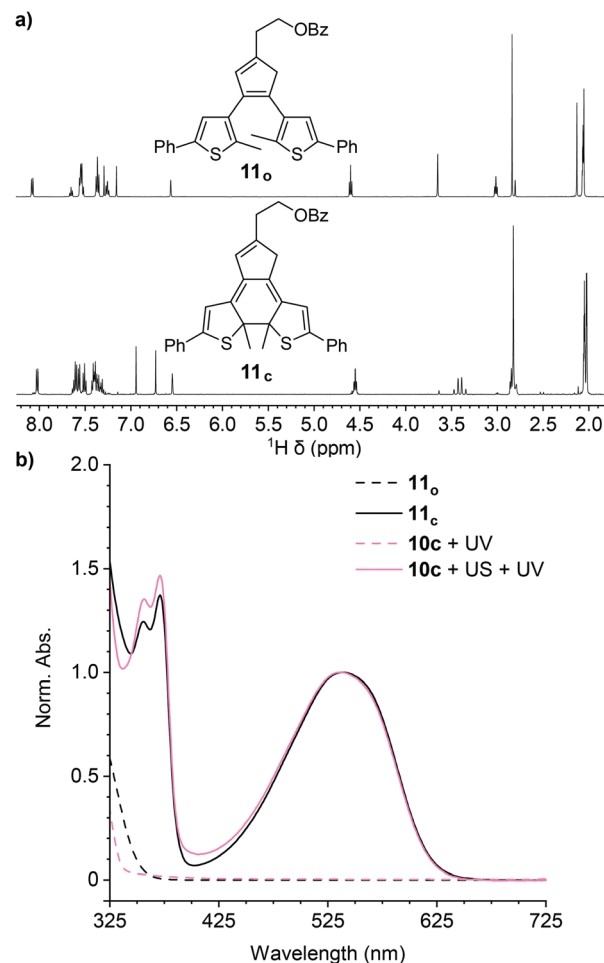 a)
OBz
Ph
S
11o
S
Ph
OBz
Ph
S
S
Ph
11c
8.0 7.5 7.0 6.5 6.0 5.5 5.0 4.5 4.0 3.5 3.0 2.5 2.0
¹H δ (ppm)
b)
2.0
11o
11c
10c + UV
10c + US + UV
1.5
1.0
0.5
0
Norm. Abs.
325 425 525 625 725
Wavelength (nm)